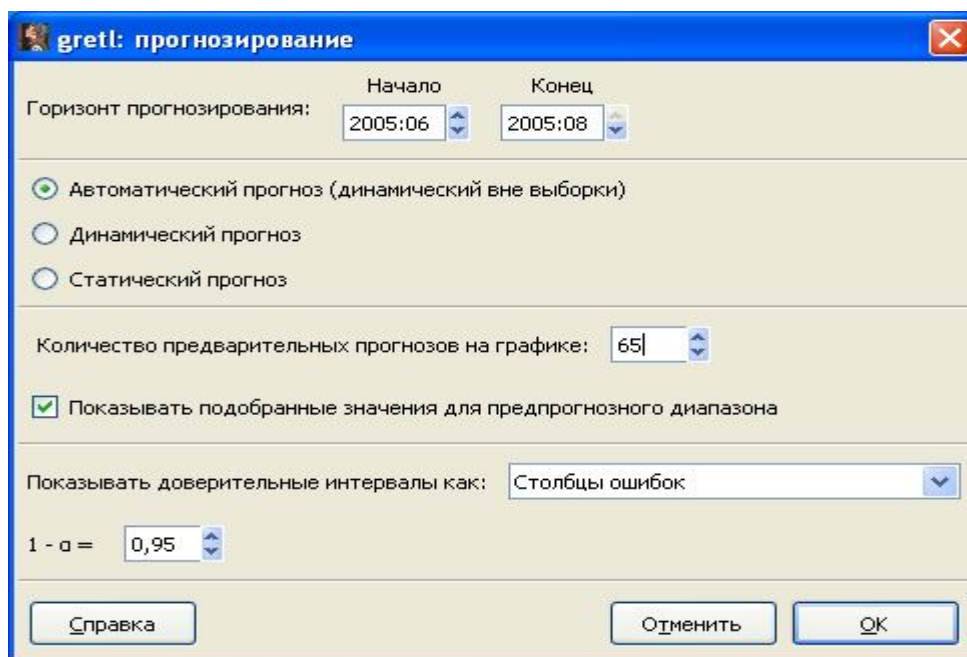 gretl: прогнозирование
Начало Конец
Горизонт прогнозирования: 2005:06 2005:08
Автоматический прогноз (динамический вне выборки)
Динамический прогноз
Статический прогноз
Количество предварительных прогнозов на графике: 65
Показывать подобранные значения для предпрогнозного диапазона
Показывать доверительные интервалы как: Столбцы ошибок
1 - α = 0,95
Справка Отменить OK